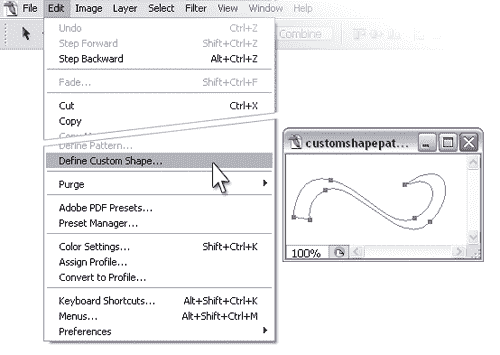 File Edit Image Layer Select Filter View Window Help
Combine
Undo Ctrl+Z
Step Forward Shift+Ctrl+Z
Step Backward Alt+Ctrl+Z
Fade... Shift+Ctrl+F
Cut Ctrl+X
Copy
Define Pattern...
Define Custom Shape...
Purge
Adobe PDF Presets...
Preset Manager...
Color Settings... Shift+Ctrl+K
Assign Profile...
Convert to Profile...
Keyboard Shortcuts... Alt+Shift+Ctrl+K
Menus... Alt+Shift+Ctrl+M
Preferences
customshapepat...
100%